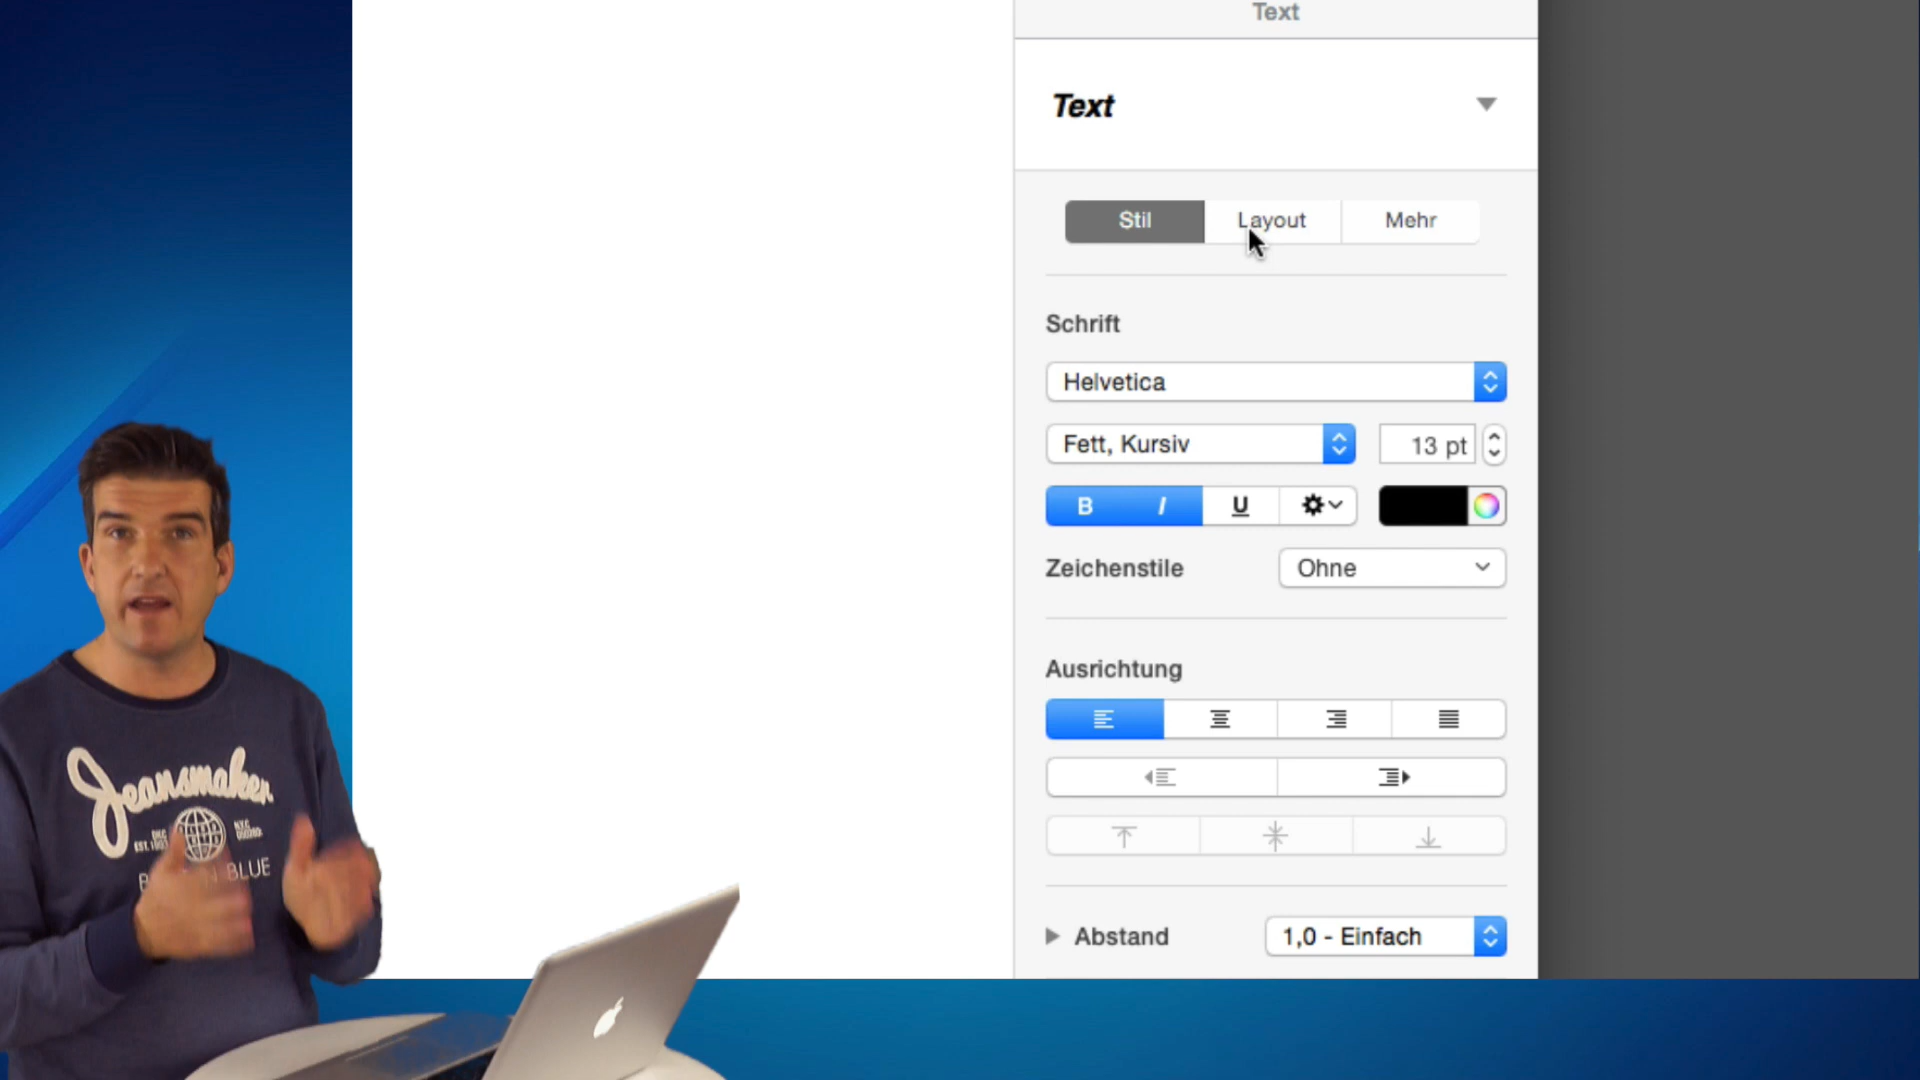 Text
Text
Stil Layout Mehr
Schrift
Helvetica
Fett, Kursiv 13 pt
B I U
Zeichenstile Ohne
Ausrichtung
Abstand 1,0 - Einfach
Jeansmaker
BLUE